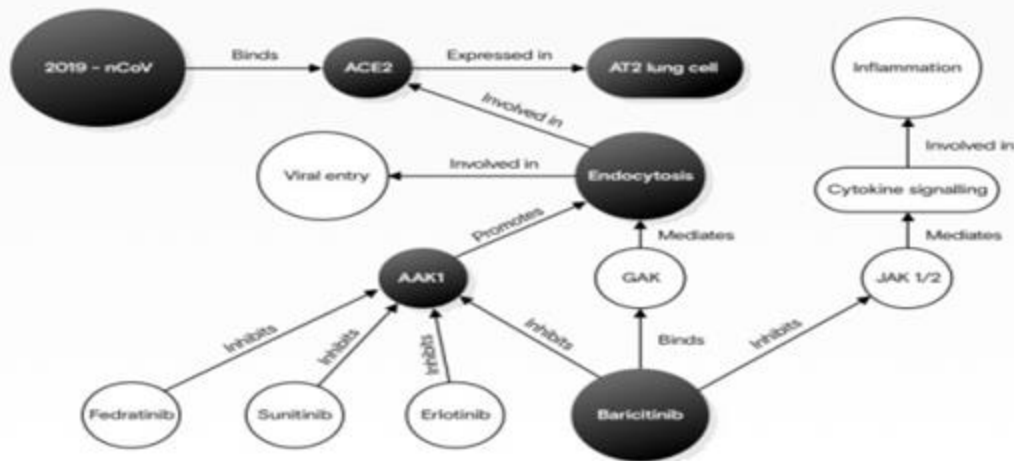 2019 - nCoV
Binds
ACE2
Expressed in
AT2 lung cell
Inflammation
Involved in
Involved in
Viral entry
Involved in
Endocytosis
Cytokine signalling
Promotes
Mediates
Mediates
AAK1
GAK
JAK 1/2
Inhibits
Inhibits
Inhibits
Inhibits
Binds
Inhibits
Fedratinib
Sunitinib
Erlotinib
Baricitinib